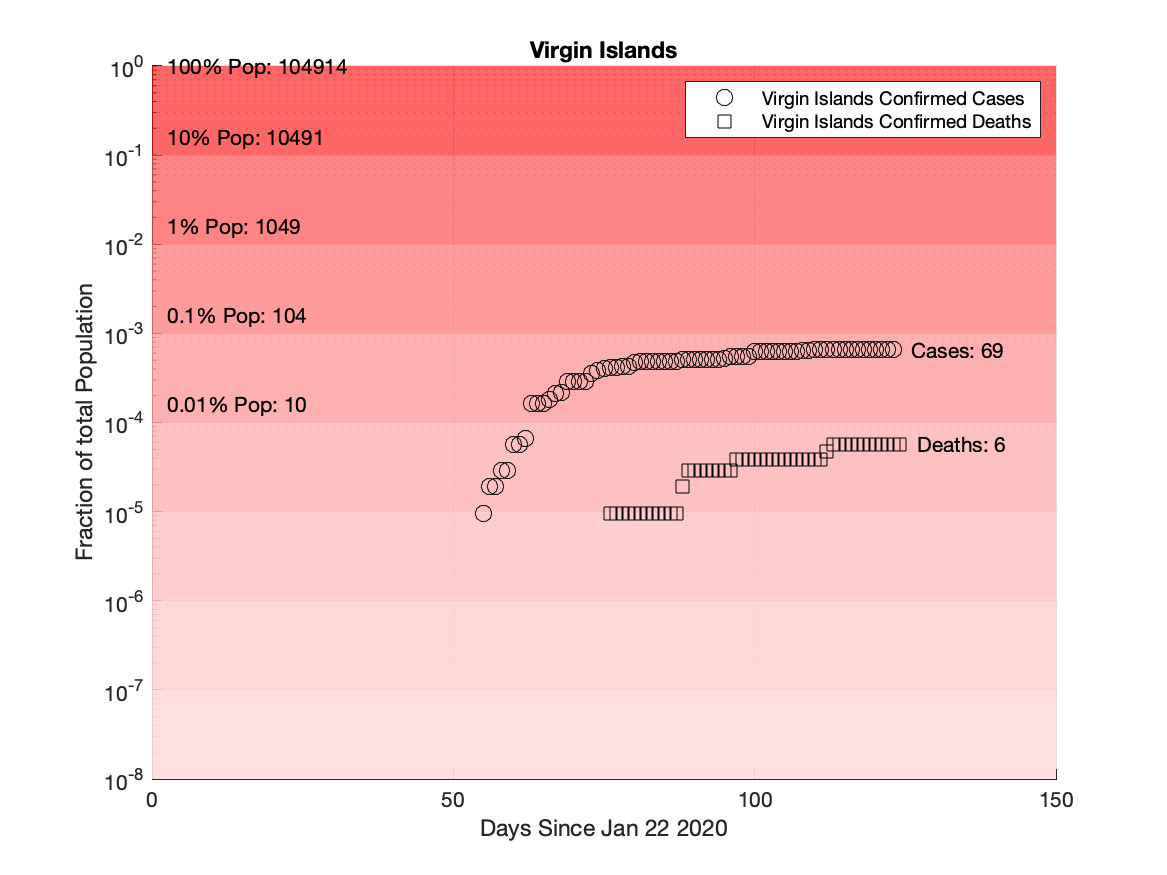 Virgin Islands
10^0
100% Pop: 104914
Virgin Islands Confirmed Cases
Virgin Islands Confirmed Deaths
10% Pop: 10491
10^-1
1% Pop: 1049
10^-2
0.1% Pop: 104
10^-3
Cases: 69
0.01% Pop: 10
10^-4
Deaths: 6
10^-5
10^-6
10^-7
10^-8
Fraction of total Population
0
50
100
150
Days Since Jan 22 2020